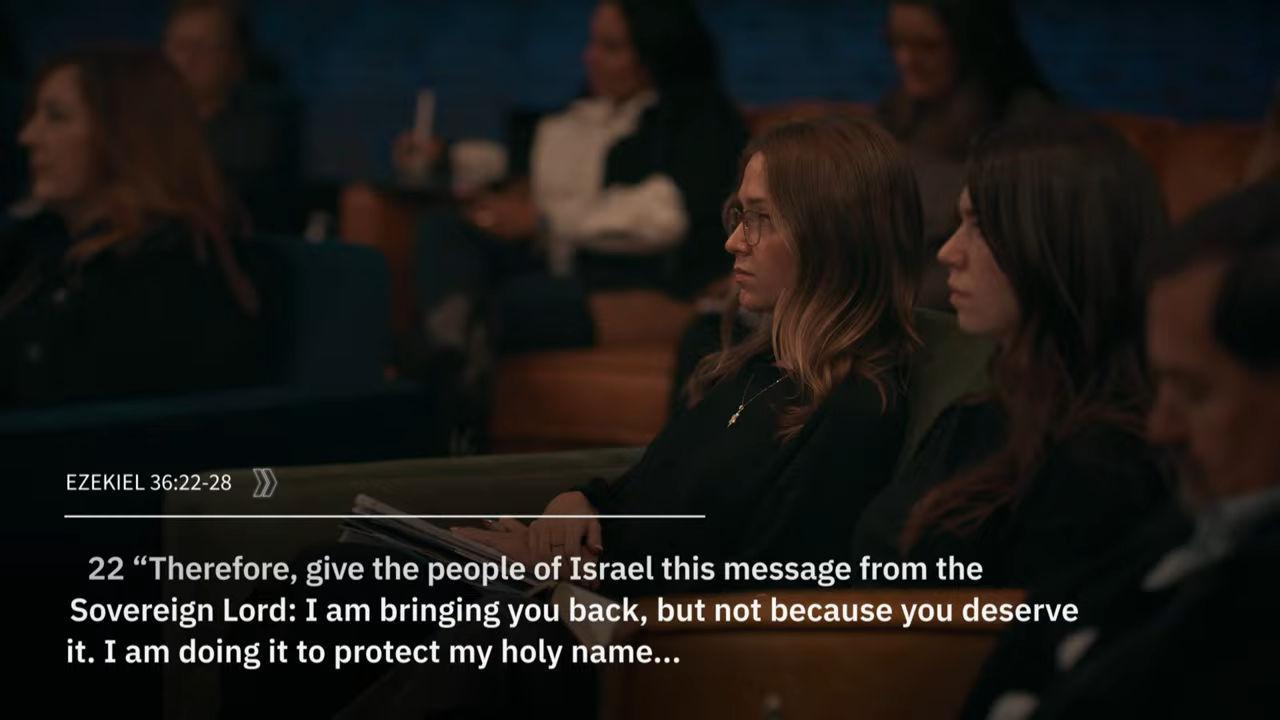 EZEKIEL 36:22-28
22 “Therefore, give the people of Israel this message from the
Sovereign Lord: I am bringing you back, but not because you deserve
it. I am doing it to protect my holy name...